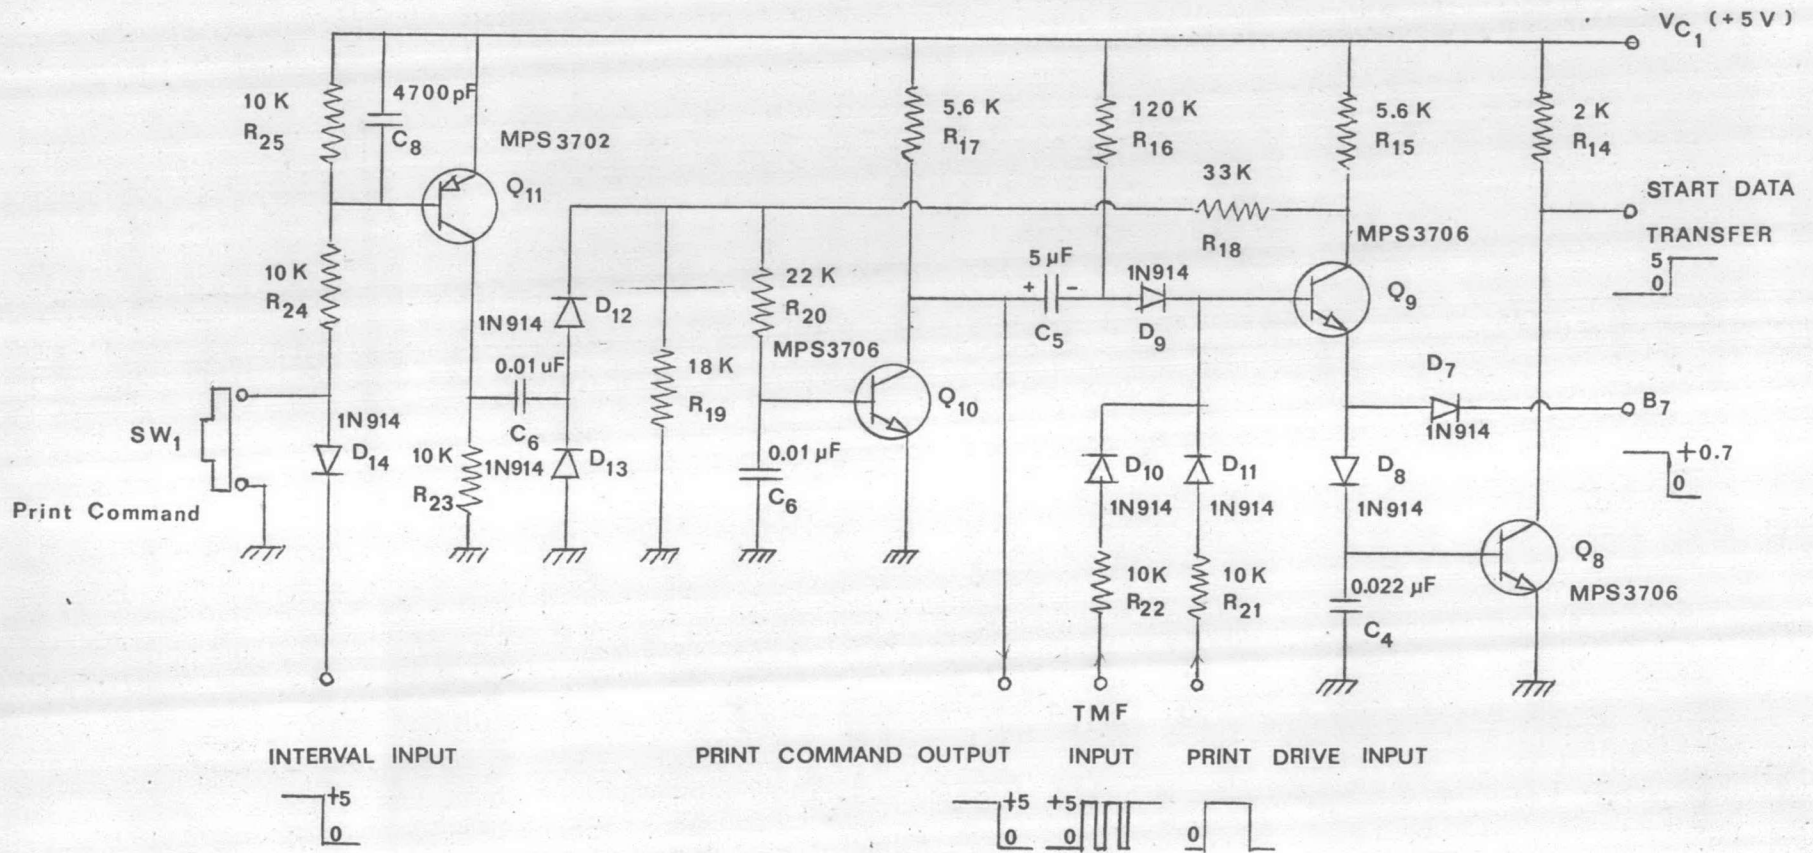 V C1 (+5V)
10 K
R25
4700pF
C8
MPS3702
Q11
5.6 K
R17
120 K
R16
33K
R18
5.6 K
R15
2 K
R14
START DATA
TRANSFER
5
0
10 K
R24
1N914
D12
22 K
R20
MPS3706
5 µF
+ -
C5
1N914
D9
MPS3706
Q9
0.01 uF
C6
18 K
R19
Q10
D7
1N914
B7
+0.7
0
SW1
Print Command
1N914
D14
10 K
R23
1N914
D13
0.01 µF
C6
D10
1N914
D11
1N914
D8
1N914
Q8
MPS3706
10K
R22
10K
R21
0.022 µF
C4
TMF
INTERVAL INPUT
PRINT COMMAND OUTPUT
INPUT
PRINT DRIVE INPUT
+5
0
+5
0
+5
0
0